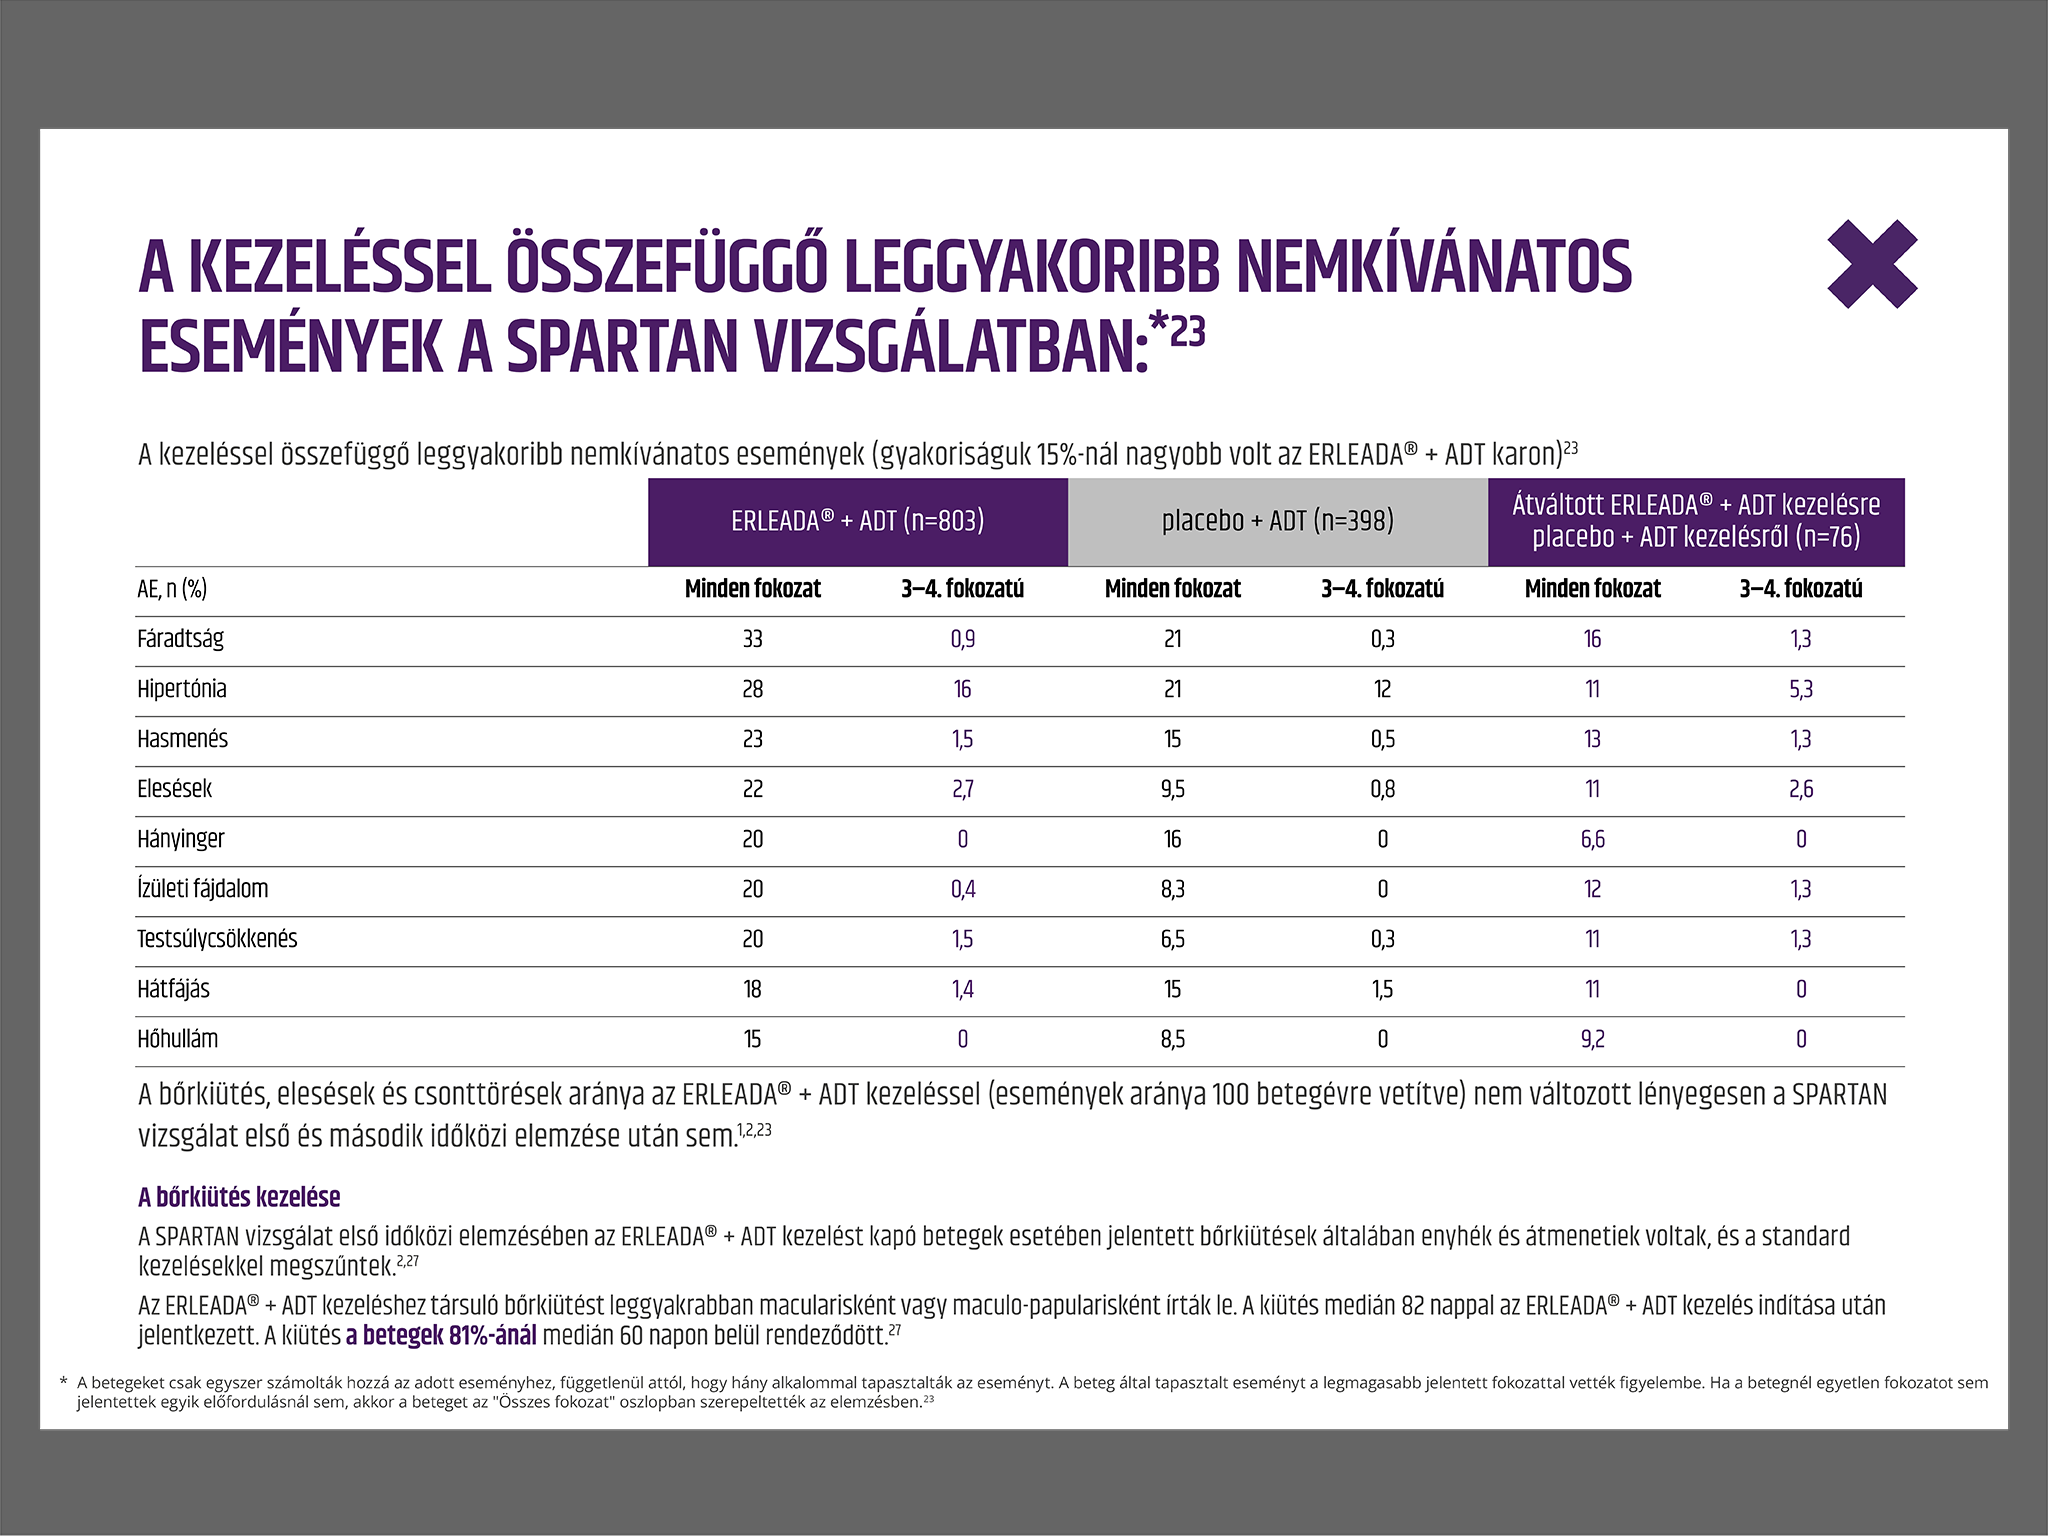 A KEZELÉSSEL ÖSSZEFÜGGŐ LEGGYAKORIBB NEMKÍVÁNATOS
ESEMÉNYEK A SPARTAN VIZSGÁLATBAN:*23
A kezeléssel összefüggő leggyakoribb nemkívánatos események (gyakoriságuk 15%-nál nagyobb volt az ERLEADA® + ADT karon)23
ERLEADA® + ADT (n=803) placebo + ADT (n=398) Átváltott ERLEADA® + ADT kezelésre
placebo + ADT kezelésről (n=76)
AE, n (%) Minden fokozat 3–4. fokozatú Minden fokozat 3–4. fokozatú Minden fokozat 3–4. fokozatú
Fáradtság 33 0,9 21 0,3 16 1,3
Hipertónia 28 16 21 12 11 5,3
Hasmenés 23 1,5 15 0,5 13 1,3
Elesések 22 2,7 9,5 0,8 11 2,6
Hányinger 20 0 16 0 6,6 0
Ízületi fájdalom 20 0,4 8,3 0 12 1,3
Testsúlycsökkenés 20 1,5 6,5 0,3 11 1,3
Hátfájás 18 1,4 15 1,5 11 0
Hőhullám 15 0 8,5 0 9,2 0
A bőrkiütés, elesések és csonttörések aránya az ERLEADA® + ADT kezeléssel (események aránya 100 betegévre vetítve) nem változott lényegesen a SPARTAN
vizsgálat első és második időközi elemzése után sem.1,2,23
A bőrkiütés kezelése
A SPARTAN vizsgálat első időközi elemzésében az ERLEADA® + ADT kezelést kapó betegek esetében jelentett bőrkiütések általában enyhék és átmenetiek voltak, és a standard
kezelésekkel megszűntek.2,27
Az ERLEADA® + ADT kezeléshez társuló bőrkiütést leggyakrabban macularisként vagy maculo-papularisként írták le. A kiütés medián 82 nappal az ERLEADA® + ADT kezelés indítása után
jelentkezett. A kiütés a betegek 81%-ánál medián 60 napon belül rendeződött.27
* A betegeket csak egyszer számolták hozzá az adott eseményhez, függetlenül attól, hogy hány alkalommal tapasztalták az eseményt. A beteg által tapasztalt eseményt a legmagasabb jelentett fokozattal vették figyelembe. Ha a betegnél egyetlen fokozatot sem
jelentettek egyik előfordulásnál sem, akkor a beteget az "Összes fokozat" oszlopban szerepeltették az elemzésben.23